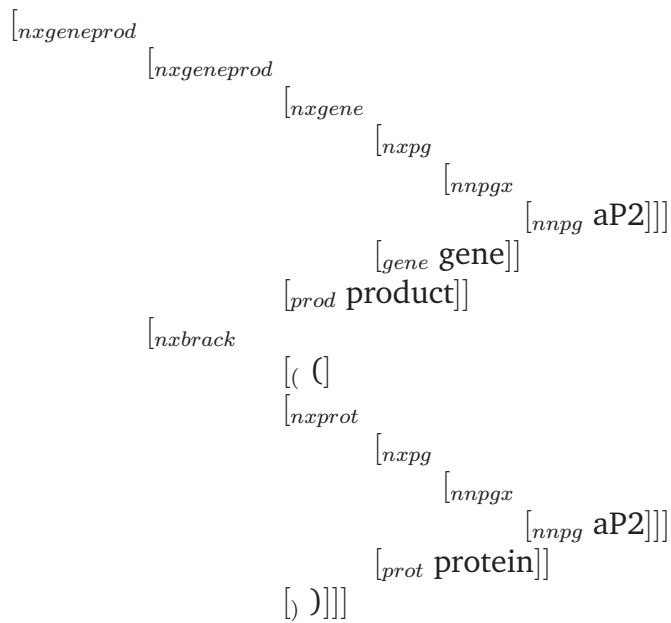 [nxgeneprod
[nxgeneprod
[nxgene
[nxpg
[nnpgx
[nnpg aP2]]]
[gene gene]]
[prod product]]
[nxbrack
[( (]
[nxprot
[nxpg
[nnpgx
[nnpg aP2]]]
[prot protein]]
[) )]]]